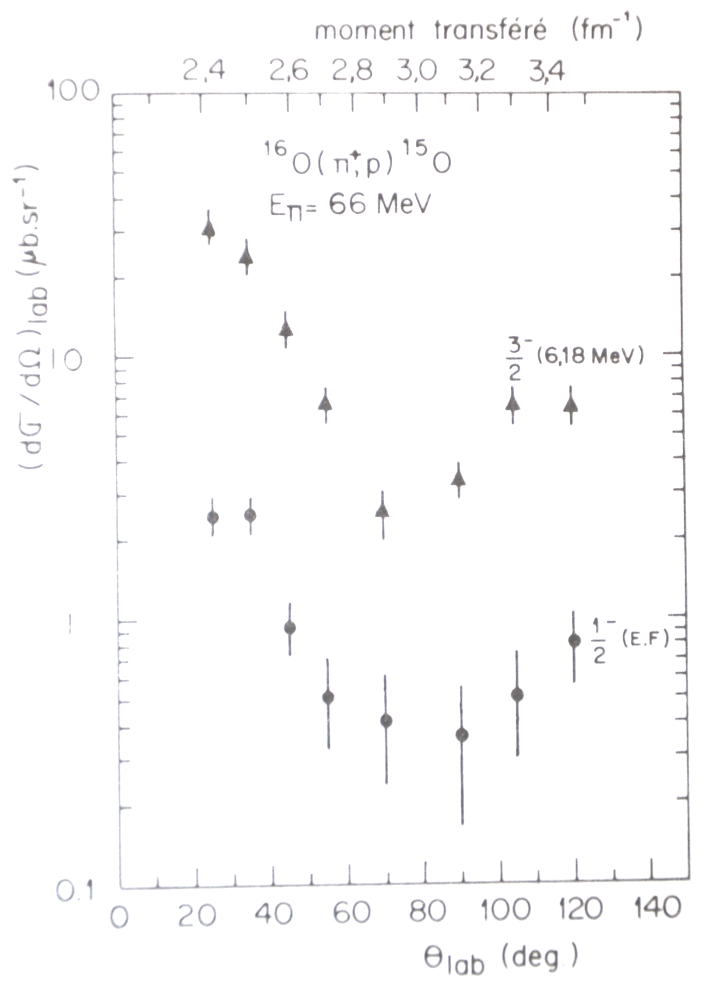 moment transféré (fm⁻¹)
2,4 2,6 2,8 3,0 3,2 3,4
100
¹⁶O(π⁺,p)¹⁵O
Eπ= 66 MeV
(dσ/dΩ)lab (μb.sr⁻¹)
10
3/2⁻ (6,18 MeV)
1
1/2⁻ (E.F)
0.1
0 20 40 60 80 100 120 140
θlab (deg.)